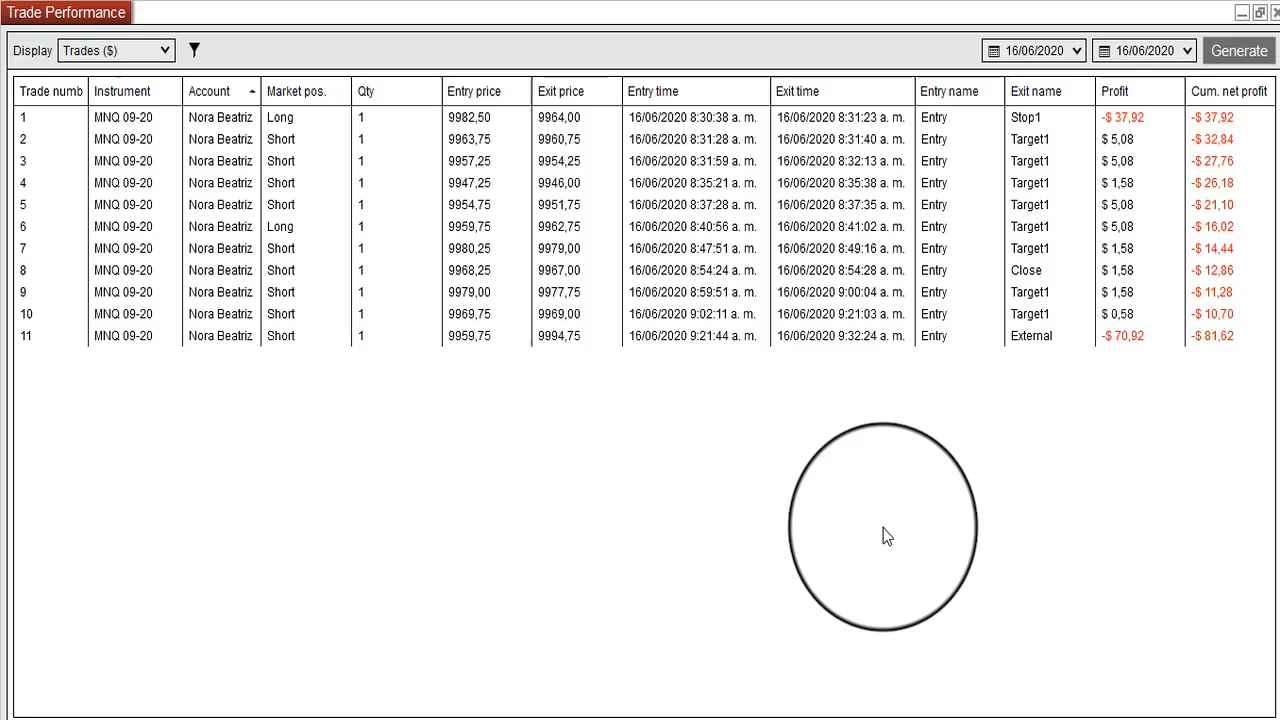 Trade Performance
Display Trades ($) 16/06/2020 16/06/2020 Generate
Trade numb Instrument Account Market pos. Qty Entry price Exit price Entry time Exit time Entry name Exit name Profit Cum. net profit
1 MNQ 09-20 Nora Beatriz Long 1 9982,50 9964,00 16/06/2020 8:30:38 a. m. 16/06/2020 8:31:23 a. m. Entry Stop1 -$ 37,92 -$ 37,92
2 MNQ 09-20 Nora Beatriz Short 1 9963,75 9960,75 16/06/2020 8:31:28 a. m. 16/06/2020 8:31:40 a. m. Entry Target1 $ 5,08 -$ 32,84
3 MNQ 09-20 Nora Beatriz Short 1 9957,25 9954,25 16/06/2020 8:31:59 a. m. 16/06/2020 8:32:13 a. m. Entry Target1 $ 5,08 -$ 27,76
4 MNQ 09-20 Nora Beatriz Short 1 9947,25 9946,00 16/06/2020 8:35:21 a. m. 16/06/2020 8:35:38 a. m. Entry Target1 $ 1,58 -$ 26,18
5 MNQ 09-20 Nora Beatriz Short 1 9954,75 9951,75 16/06/2020 8:37:28 a. m. 16/06/2020 8:37:35 a. m. Entry Target1 $ 5,08 -$ 21,10
6 MNQ 09-20 Nora Beatriz Long 1 9959,75 9962,75 16/06/2020 8:40:56 a. m. 16/06/2020 8:41:02 a. m. Entry Target1 $ 5,08 -$ 16,02
7 MNQ 09-20 Nora Beatriz Short 1 9980,25 9979,00 16/06/2020 8:47:51 a. m. 16/06/2020 8:49:16 a. m. Entry Target1 $ 1,58 -$ 14,44
8 MNQ 09-20 Nora Beatriz Short 1 9968,25 9967,00 16/06/2020 8:54:24 a. m. 16/06/2020 8:54:28 a. m. Entry Close $ 1,58 -$ 12,86
9 MNQ 09-20 Nora Beatriz Short 1 9979,00 9977,75 16/06/2020 8:59:51 a. m. 16/06/2020 9:00:04 a. m. Entry Target1 $ 1,58 -$ 11,28
10 MNQ 09-20 Nora Beatriz Short 1 9969,75 9969,00 16/06/2020 9:02:11 a. m. 16/06/2020 9:21:03 a. m. Entry Target1 $ 0,58 -$ 10,70
11 MNQ 09-20 Nora Beatriz Short 1 9959,75 9994,75 16/06/2020 9:21:44 a. m. 16/06/2020 9:32:24 a. m. Entry External -$ 70,92 -$ 81,62